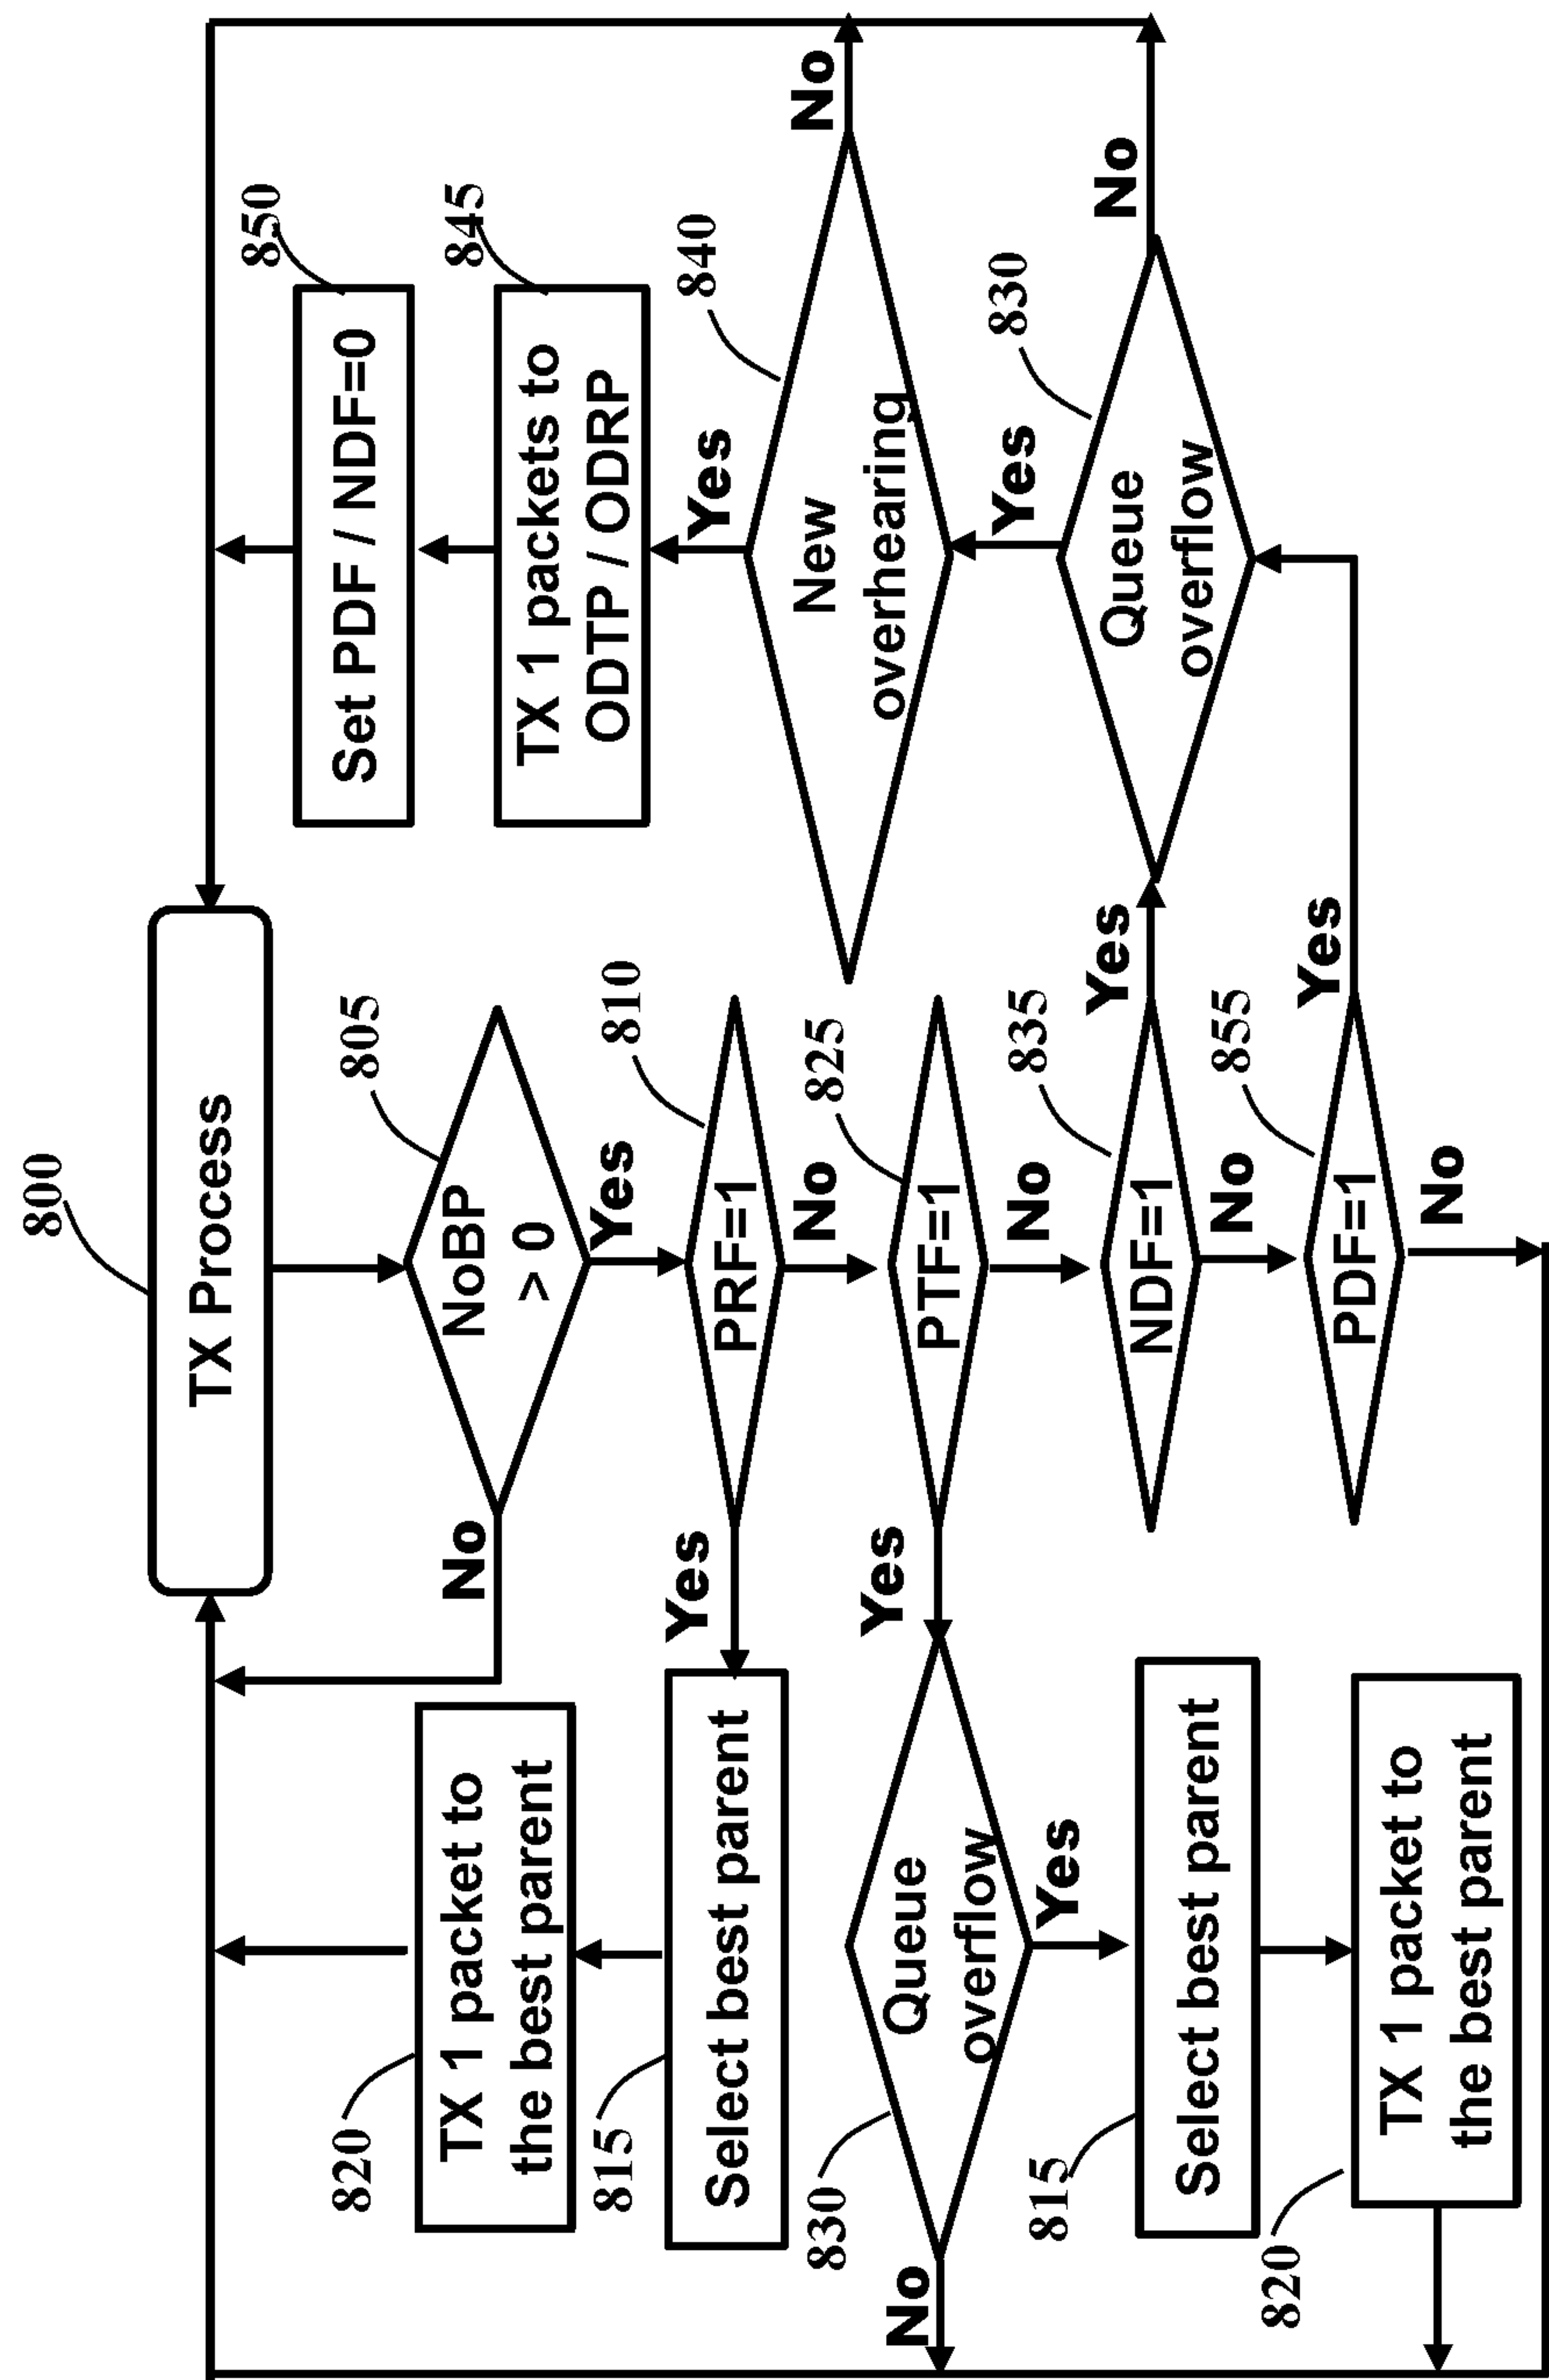 800
TX Process
805
NoBP
> 0
No
Yes
810
PRF=1
Yes
No
820
TX 1 packet to
the best parent
815
Select best parent
825
PTF=1
Yes
No
830
Queue
overflow
No
Yes
815
Select best parent
820
TX 1 packet to
the best parent
835
NDF=1
Yes
No
855
PDF=1
Yes
No
850
Set PDF / NDF=0
845
TX 1 packets to
ODTP / ODRP
840
New
overhearing
Yes
No
830
Queue
overflow
Yes
No